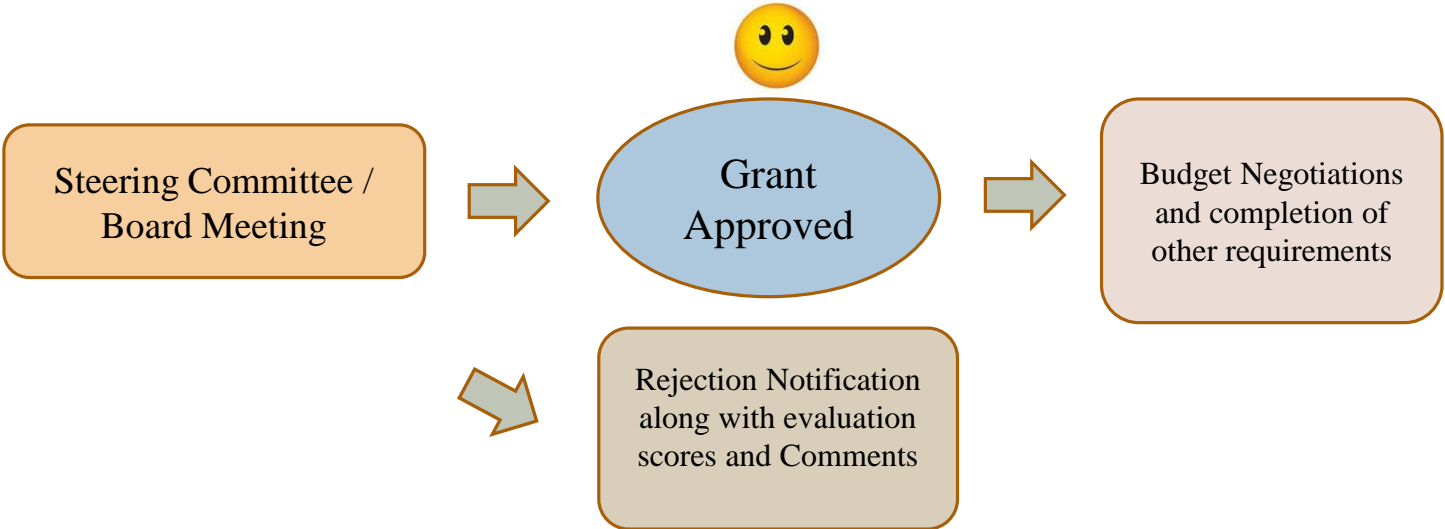 Steering Committee /
Board Meeting
Grant
Approved
Budget Negotiations
and completion of
other requirements
Rejection Notification
along with evaluation
scores and Comments